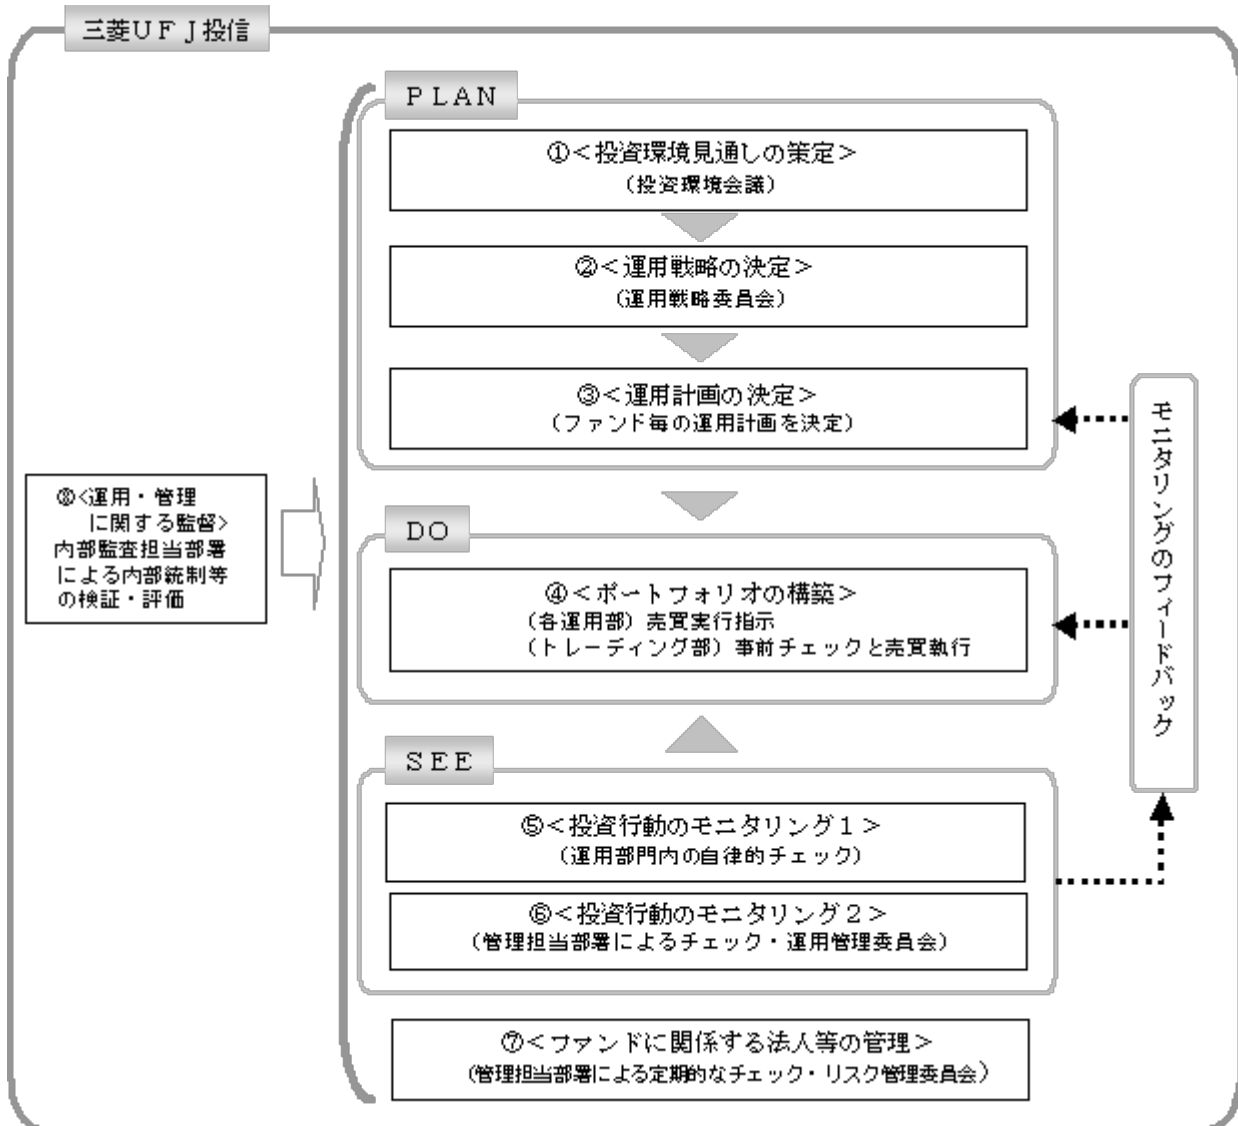 三菱ＵＦＪ投信
ＰＬＡＮ
①＜投資環境見通しの策定＞
（投資環境会議）
②＜運用戦略の決定＞
（運用戦略委員会）
③＜運用計画の決定＞
（ファンド毎の運用計画を決定）
ＤＯ
④＜ポートフォリオの構築＞
（各運用部）売買実行指示
（トレーディング部）事前チェックと売買執行
ＳＥＥ
⑤＜投資行動のモニタリング１＞
（運用部門内の自律的チェック）
⑥＜投資行動のモニタリング２＞
（管理担当部署によるチェック・運用管理委員会）
⑦＜ファンドに関係する法人等の管理＞
（管理担当部署による定期的なチェック・リスク管理委員会）
⑧＜運用・管理
に関する監督＞
内部監査担当部署
による内部統制等
の検証・評価
モニタリングのフィードバック